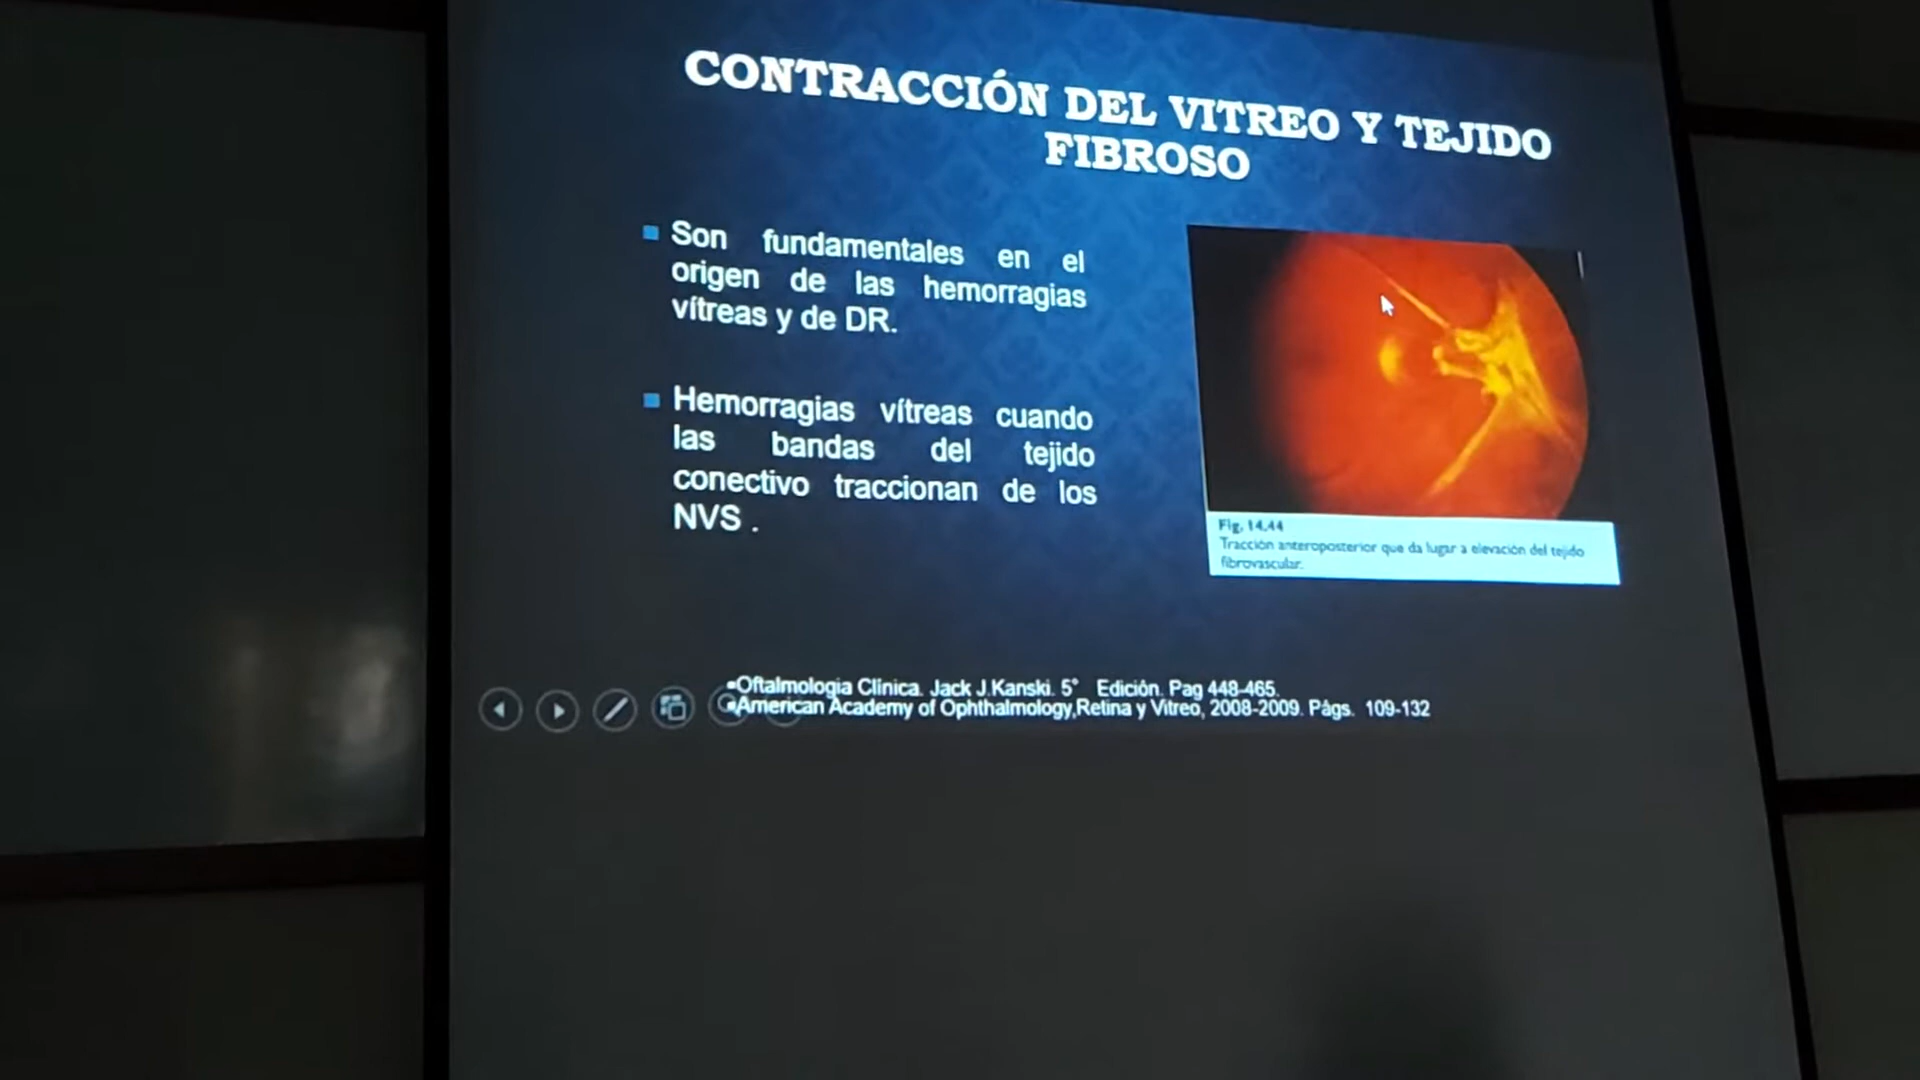 CONTRACCIÓN DEL VITREO Y TEJIDO
FIBROSO
Son fundamentales en el
origen de las hemorragias
vítreas y de DR.
Hemorragias vítreas cuando
las bandas del tejido
conectivo traccionan de los
NVS .
Fig. 14.44
Tracción anteroposterior que da lugar a elevación del tejido
fibrovascular.
•Oftalmologia Clínica. Jack J.Kanski. 5° Edición. Pag 448-465.
•American Academy of Ophthalmology,Retina y Vitreo, 2008-2009. Págs. 109-132